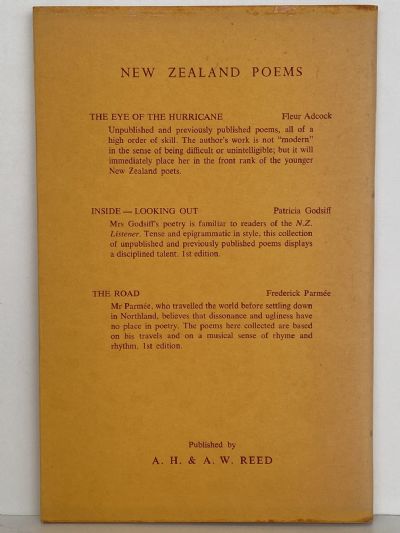 NEW ZEALAND POEMS
THE EYE OF THE HURRICANE Fleur Adcock
Unpublished and previously published poems, all of a
high order of skill. The author's work is not "modern"
in the sense of being difficult or unintelligible; but it will
immediately place her in the front rank of the younger
New Zealand poets.
INSIDE — LOOKING OUT Patricia Godsiff
Mrs Godsiff's poetry is familiar to readers of the N.Z.
Listener. Tense and epigrammatic in style, this collection
of unpublished and previously published poems displays
a disciplined talent. 1st edition.
THE ROAD Frederick Parmée
Mr Parmée, who travelled the world before settling down
in Northland, believes that dissonance and ugliness have
no place in poetry. The poems here collected are based
on his travels and on a musical sense of rhyme and
rhythm. 1st edition.
Published by
A. H. & A. W. REED